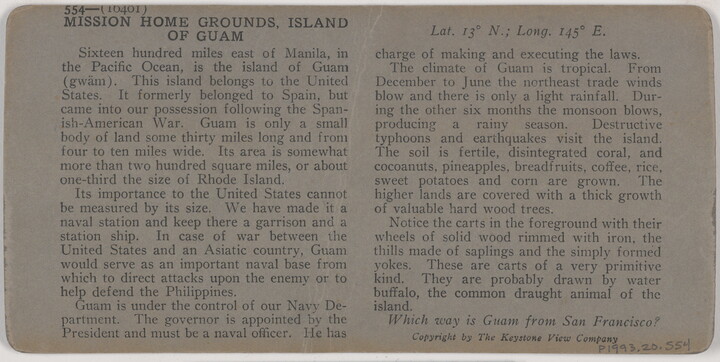 554—(10401)
MISSION HOME GROUNDS, ISLAND
OF GUAM
Sixteen hundred miles east of Manila, in
the Pacific Ocean, is the island of Guam
(gwäm). This island belongs to the United
States. It formerly belonged to Spain, but
came into our possession following the Span-
ish-American War. Guam is only a small
body of land some thirty miles long and from
four to ten miles wide. Its area is somewhat
more than two hundred square miles, or about
one-third the size of Rhode Island.
Its importance to the United States cannot
be measured by its size. We have made it a
naval station and keep there a garrison and a
station ship. In case of war between the
United States and an Asiatic country, Guam
would serve as an important naval base from
which to direct attacks upon the enemy or to
help defend the Philippines.
Guam is under the control of our Navy De-
partment. The governor is appointed by the
President and must be a naval officer. He has
Lat. 13° N.; Long. 145° E.
charge of making and executing the laws.
The climate of Guam is tropical. From
December to June the northeast trade winds
blow and there is only a light rainfall. Dur-
ing the other six months the monsoon blows,
producing a rainy season. Destructive
typhoons and earthquakes visit the island.
The soil is fertile, disintegrated coral, and
cocoanuts, pineapples, breadfruits, coffee, rice,
sweet potatoes and corn are grown. The
higher lands are covered with a thick growth
of valuable hard wood trees.
Notice the carts in the foreground with their
wheels of solid wood rimmed with iron, the
thills made of saplings and the simply formed
yokes. These are carts of a very primitive
kind. They are probably drawn by water
buffalo, the common draught animal of the
island.
Which way is Guam from San Francisco?
Copyright by The Keystone View Company
P1993.20.554